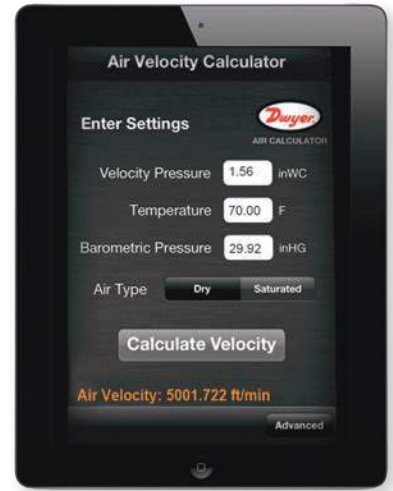 Air Velocity Calculator
Enter Settings
Dwyer
AIR CALCULATOR
Velocity Pressure 1.56 inWC
Temperature 70.00 F
Barometric Pressure 29.92 inHG
Air Type Dry Saturated
Calculate Velocity
Air Velocity: 5001.722 ft/min
Advanced